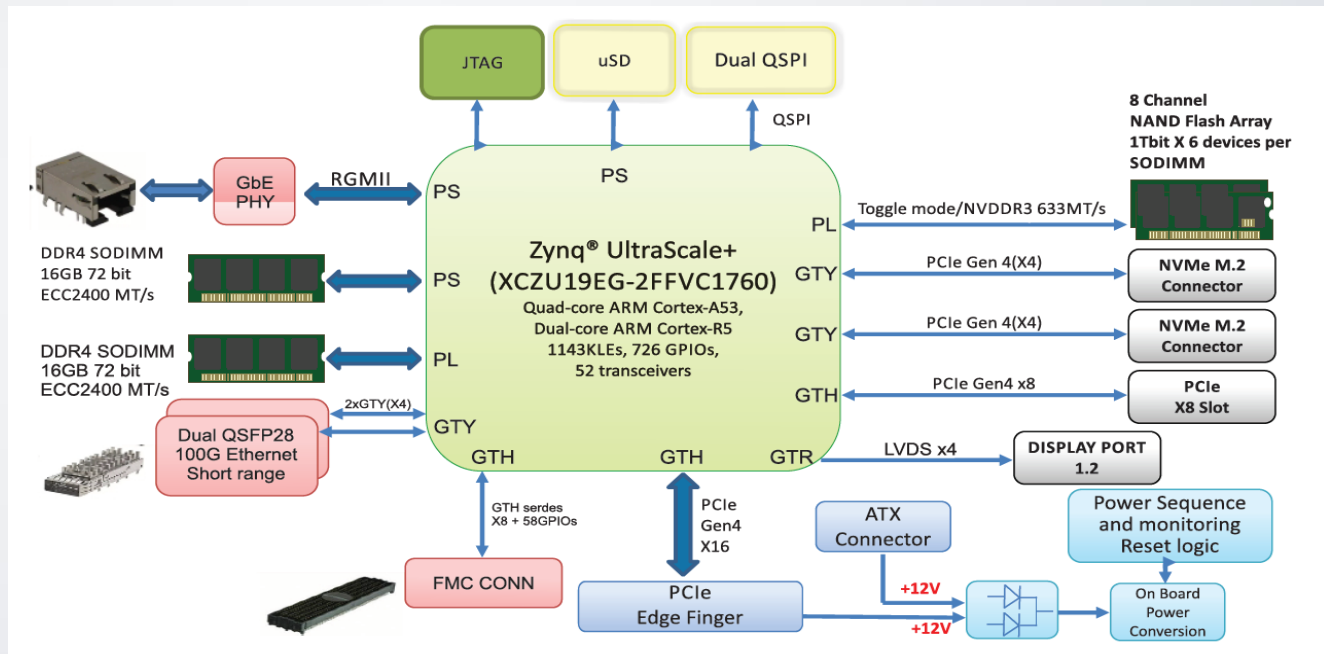 JTAG
uSD
Dual QSPI
QSPI
8 Channel
NAND Flash Array
1Tbit X 6 devices per
SODIMM
GbE
PHY
RGMII
PS
PS
Toggle mode/NVDDR3 633MT/s
PL
DDR4 SODIMM
16GB 72 bit
ECC2400 MT/s
PS
Zynq® UltraScale+
(XCZU19EG-2FFVC1760)
Quad-core ARM Cortex-A53,
Dual-core ARM Cortex-R5
1143KLEs, 726 GPIOs,
52 transceivers
GTY
PCIe Gen 4(X4)
NVMe M.2
Connector
GTY
PCIe Gen 4(X4)
NVMe M.2
Connector
DDR4 SODIMM
16GB 72 bit
ECC2400 MT/s
PL
GTH
PCIe Gen4 x8
PCIe
X8 Slot
2xGTY(X4)
Dual QSFP28
100G Ethernet
Short range
GTY
GTH
GTH
GTR
LVDS x4
DISPLAY PORT
1.2
GTH serdes
X8 + 58GPIOs
PCIe
Gen4
X16
ATX
Connector
Power Sequence
and monitoring
Reset logic
FMC CONN
PCIe
Edge Finger
+12V
+12V
On Board
Power
Conversion